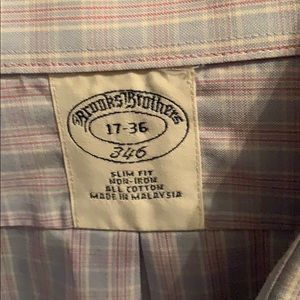 Brooks Brothers
17-36
346
SLIM FIT
NON-IRON
ALL COTTON
MADE IN MALAYSIA